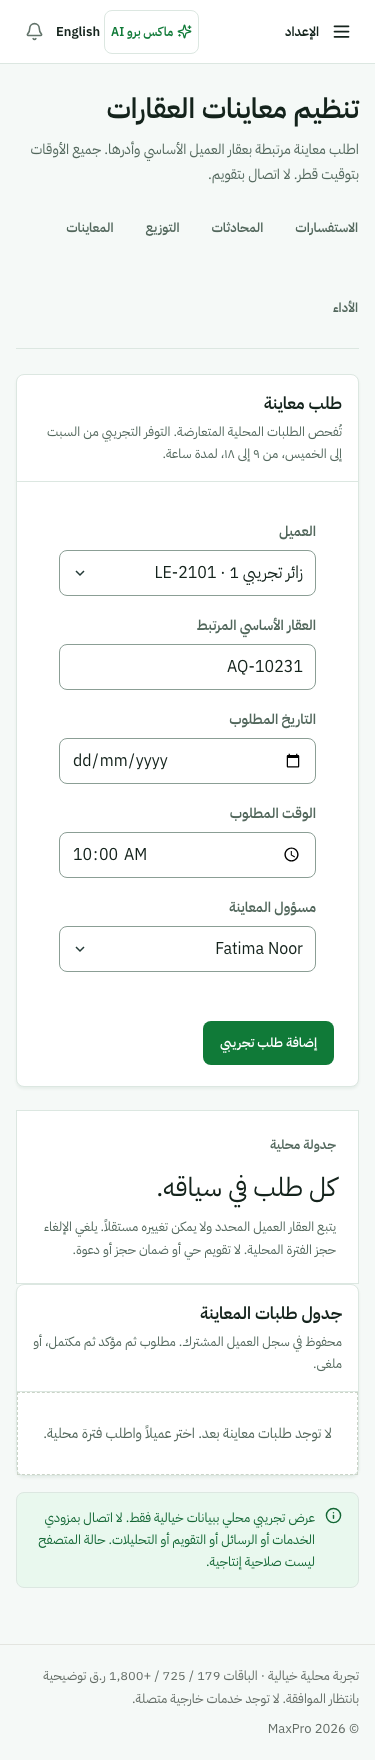 الإعداد
ماكس برو AI
English
تنظيم معاينات العقارات
اطلب معاينة مرتبطة بعقار العميل الأساسي وأدرها. جميع الأوقات
بتوقيت قطر. لا اتصال بتقويم.
الاستفسارات
المحادثات
التوزيع
المعاينات
الأداء
طلب معاينة
تُفحص الطلبات المحلية المتعارضة. التوفر التجريبي من السبت
إلى الخميس، من ٩ إلى ١٨، لمدة ساعة.
العميل
زائر تجريبي 1 · LE-2101
العقار الأساسي المرتبط
AQ-10231
التاريخ المطلوب
dd/mm/yyyy
الوقت المطلوب
10:00 AM
مسؤول المعاينة
Fatima Noor
إضافة طلب تجريبي
جدولة محلية
كل طلب في سياقه.
يتبع العقار العميل المحدد ولا يمكن تغييره مستقلاً. يلغي الإلغاء
حجز الفترة المحلية. لا تقويم حي أو ضمان حجز أو دعوة.
جدول طلبات المعاينة
محفوظ في سجل العميل المشترك. مطلوب ثم مؤكد ثم مكتمل، أو
ملغى.
لا توجد طلبات معاينة بعد. اختر عميلاً واطلب فترة محلية.
عرض تجريبي محلي ببيانات خيالية فقط. لا اتصال بمزودي
الخدمات أو الرسائل أو التقويم أو التحليلات. حالة المتصفح
ليست صلاحية إنتاجية.
تجربة محلية خيالية · الباقات 179 / 725 / +1,800 ر.ق توضيحية
بانتظار الموافقة. لا توجد خدمات خارجية متصلة.
© 2026 MaxPro